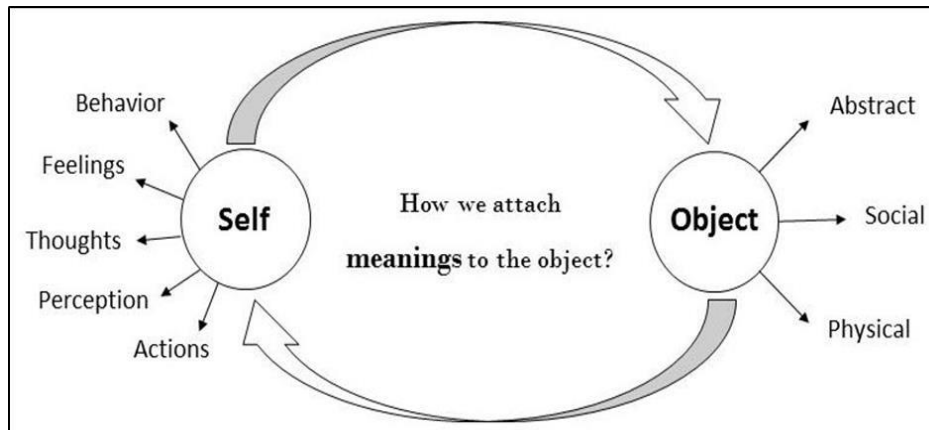 Behavior
Feelings
Thoughts
Perception
Actions
Self
How we attach
meanings to the object?
Object
Abstract
Social
Physical